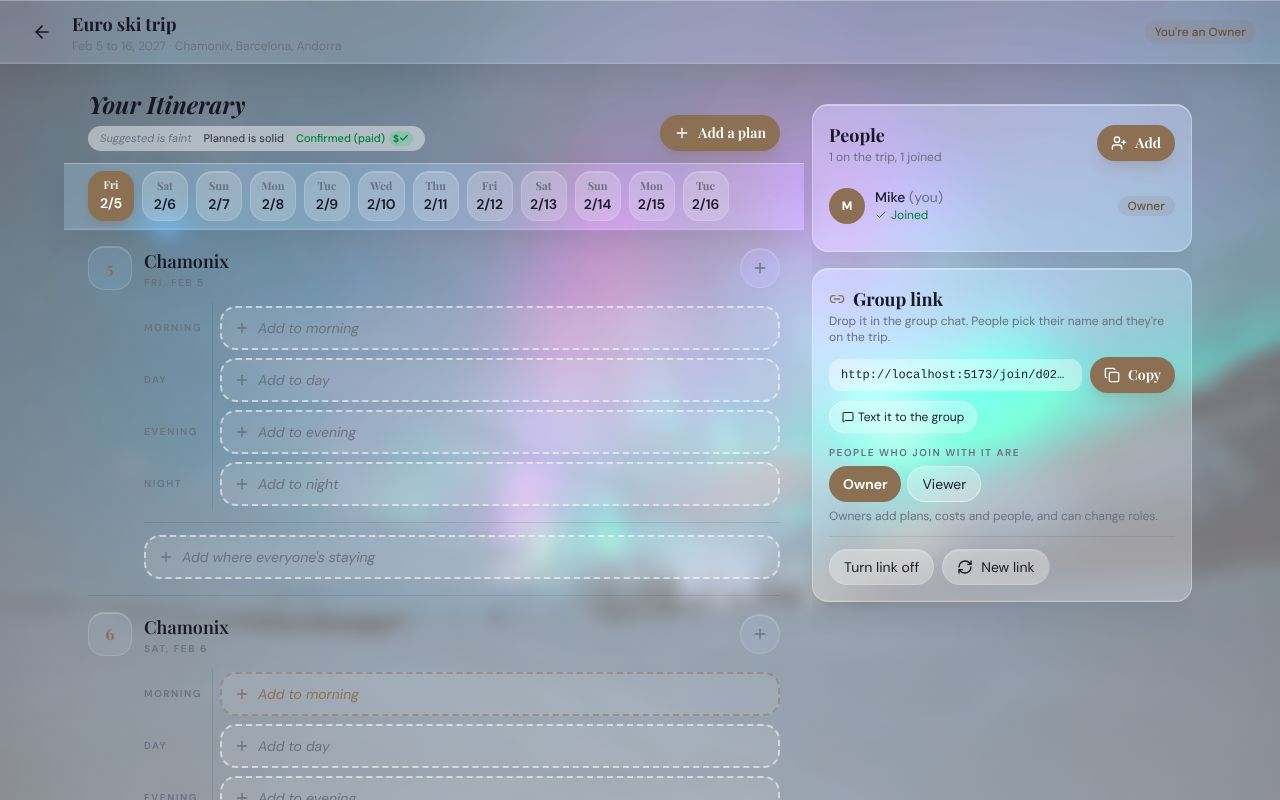 Euro ski trip
Feb 5 to 16, 2027 · Chamonix, Barcelona, Andorra
You're an Owner
Your Itinerary
Suggested is faint Planned is solid Confirmed (paid) $✓
+ Add a plan
Fri Sat Sun Mon Tue Wed Thu Fri Sat Sun Mon Tue
2/5 2/6 2/7 2/8 2/9 2/10 2/11 2/12 2/13 2/14 2/15 2/16
5 Chamonix
FRI, FEB 5
MORNING + Add to morning
DAY + Add to day
EVENING + Add to evening
NIGHT + Add to night
+ Add where everyone's staying
6 Chamonix
SAT, FEB 6
MORNING + Add to morning
DAY + Add to day
EVENING + Add to evening
People
1 on the trip, 1 joined
Add
M Mike (you)
✓ Joined
Owner
Group link
Drop it in the group chat. People pick their name and they're
on the trip.
http://localhost:5173/join/d02…
Copy
Text it to the group
PEOPLE WHO JOIN WITH IT ARE
Owner Viewer
Owners add plans, costs and people, and can change roles.
Turn link off New link